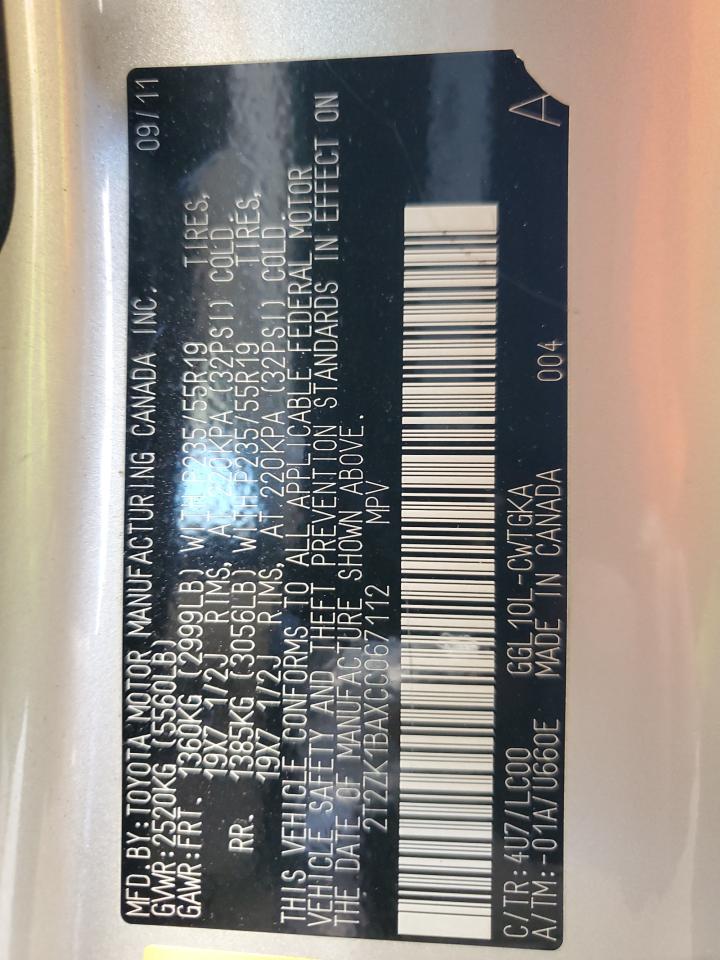 MFD.BY:TOYOTA MOTOR MANUFACTURING CANADA INC. 09/11
GVWR:2520KG (5560LB)
GAWR:FRT. 1360KG (2999LB) WITH P235/55R19 TIRES,
19X7 1/2J RIMS, AT 220KPA(32PSI) COLD.
RR. 1385KG (3056LB) WITH P235/55R19 TIRES,
19X7 1/2J RIMS, AT 220KPA(32PSI) COLD.
THIS VEHICLE CONFORMS TO ALL APPLICABLE FEDERAL MOTOR
VEHICLE SAFETY AND THEFT PREVENTION STANDARDS IN EFFECT ON
THE DATE OF MANUFACTURE SHOWN ABOVE.
2T2ZK1BAXCC067112 MPV
C/TR:4U7/LC00 GGL10L-CWTGKA
A/TM:-01A/U660E MADE IN CANADA 004 A